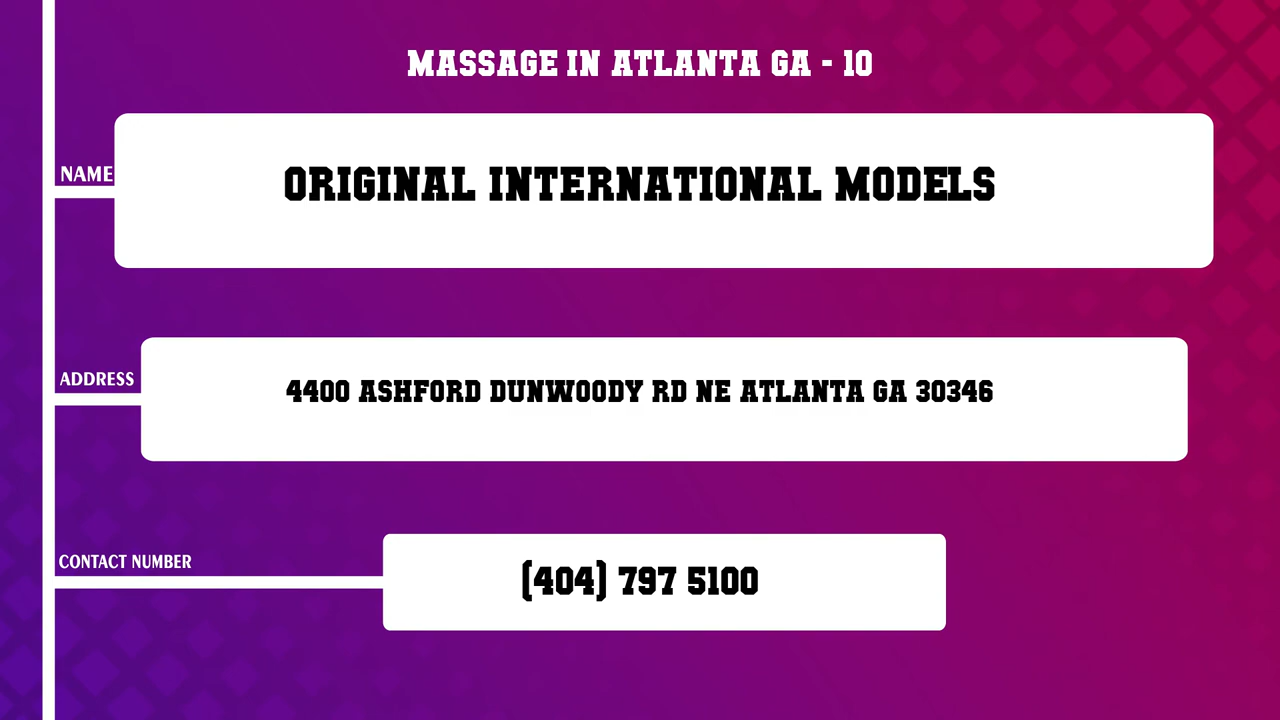 MASSAGE IN ATLANTA GA - 10
NAME
ORIGINAL INTERNATIONAL MODELS
ADDRESS
4400 ASHFORD DUNWOODY RD NE ATLANTA GA 30346
CONTACT NUMBER
(404) 797 5100